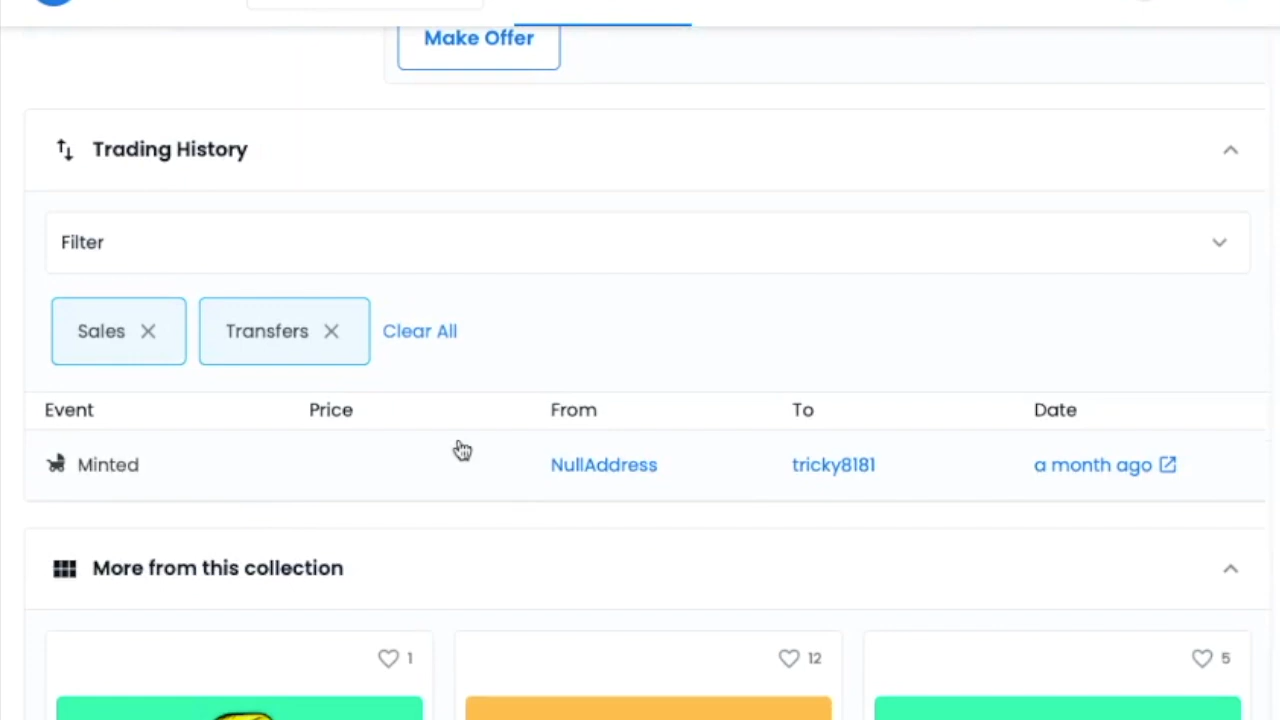 Make Offer
Trading History
Filter
Sales
Transfers
Clear All
Event Price From To Date
Minted NullAddress tricky8181 a month ago
More from this collection
1 12 5